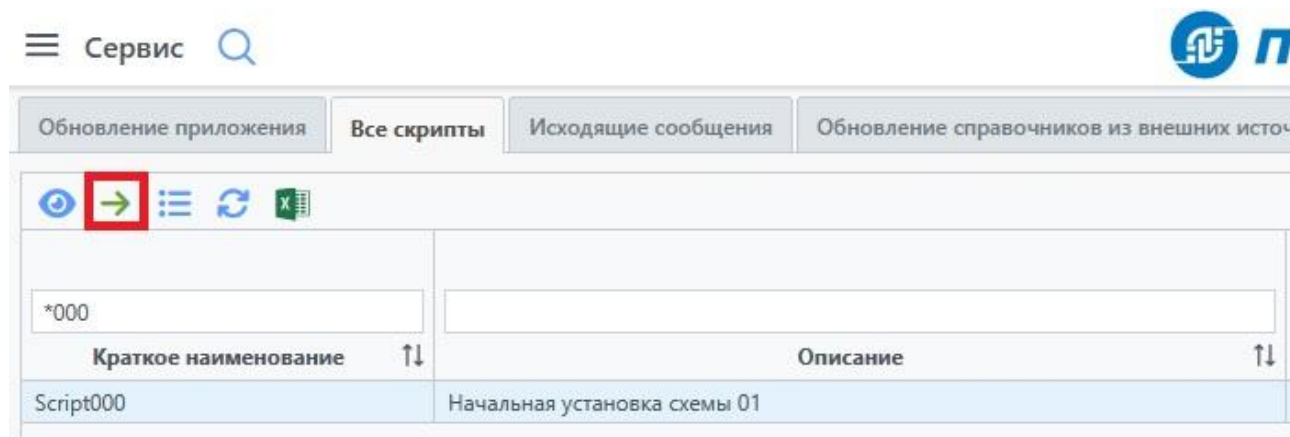 Сервис
Обновление приложения Все скрипты Исходящие сообщения Обновление справочников из внешних
*000
Краткое наименование Описание
Script000 Начальная установка схемы 01